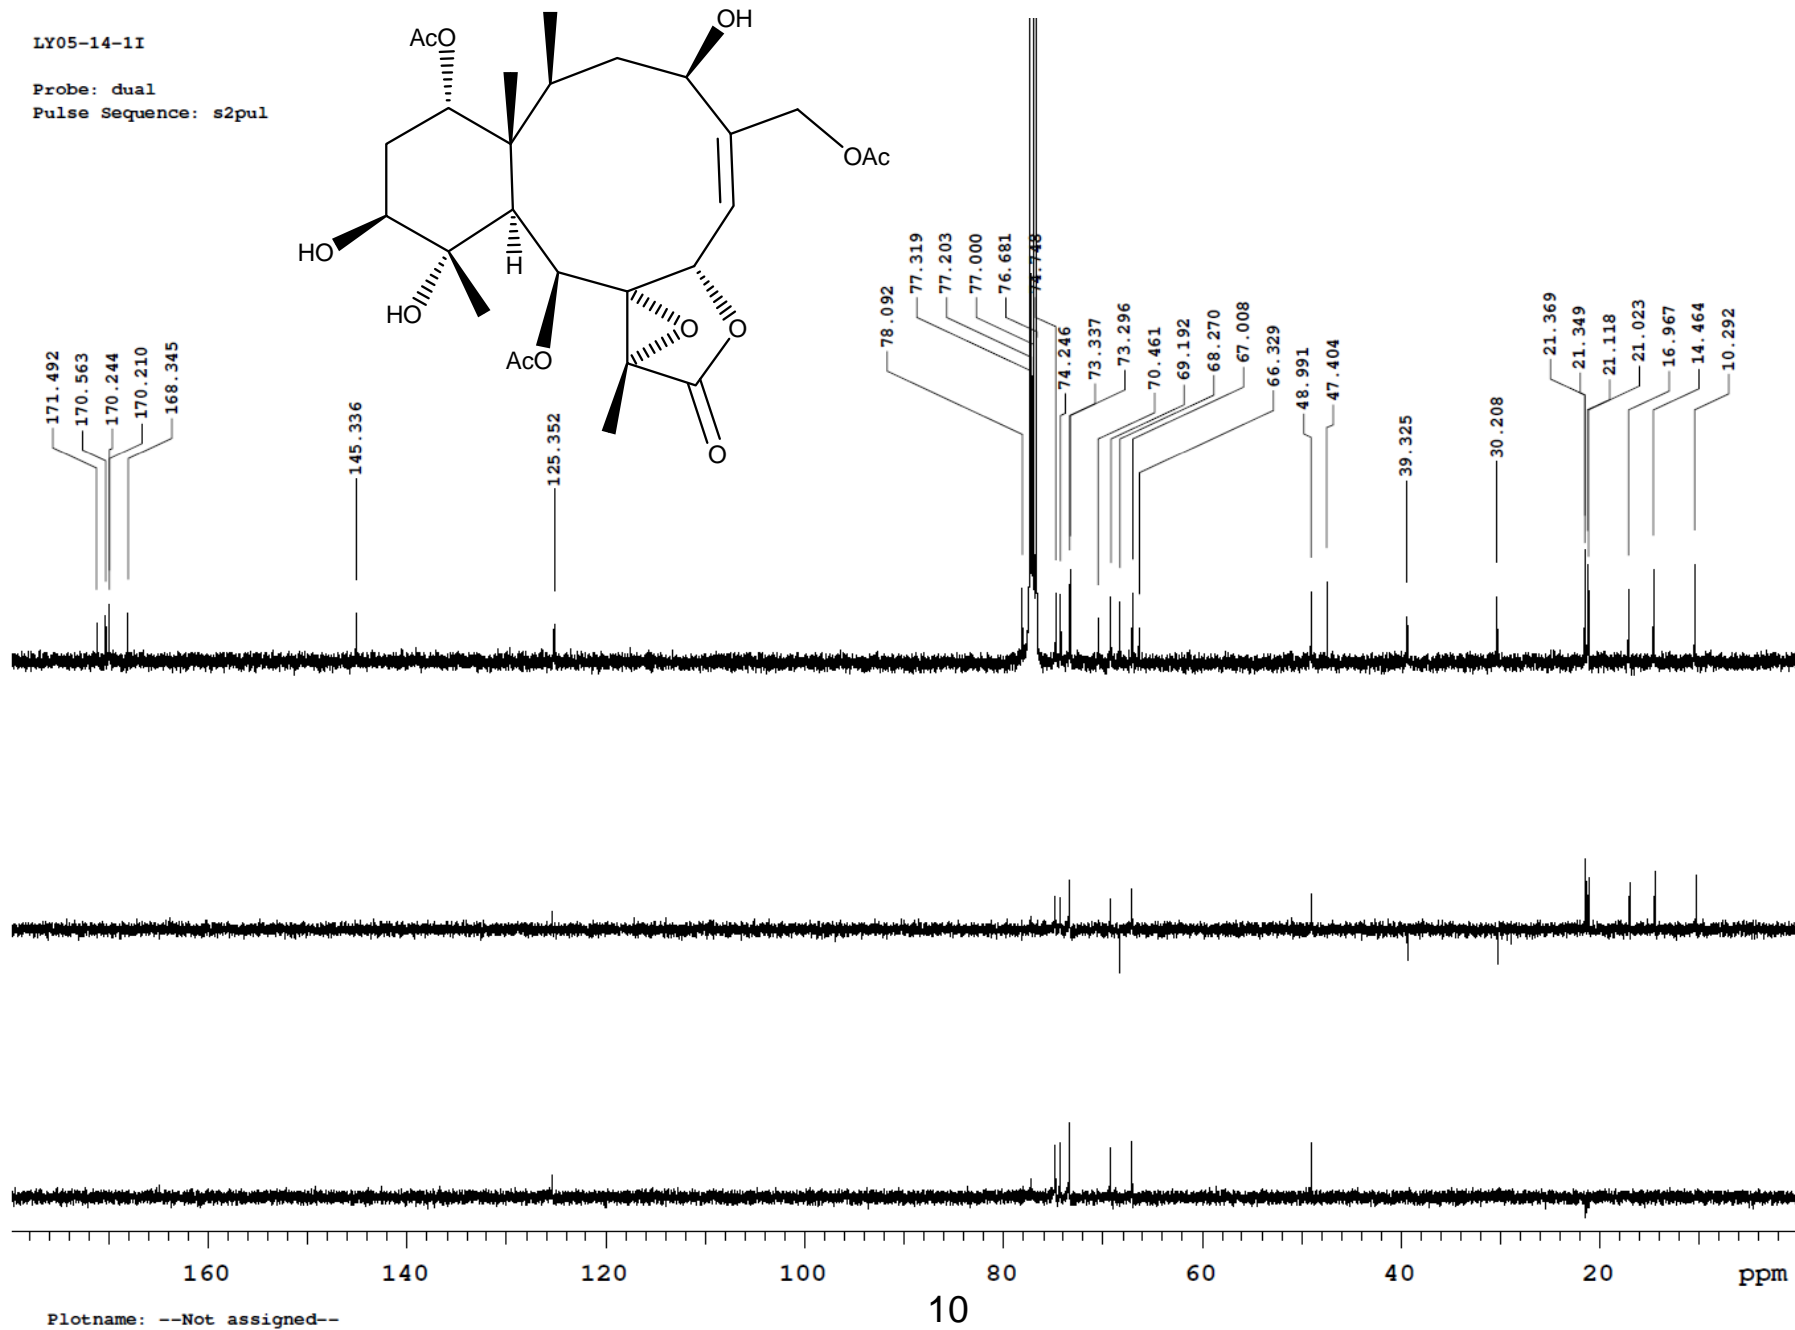 LY05-14-1I
Probe: dual
Pulse Sequence: s2pul
AcO
OH
OAc
HO
HO
H
AcO
O
O
O
171.492
170.563
170.244
170.210
168.345
145.336
125.352
78.092
77.319
77.203
77.000
76.681
74.748
74.246
73.337
73.296
70.461
69.192
68.270
67.008
66.329
48.991
47.404
39.325
30.208
21.369
21.349
21.118
21.023
16.967
14.464
10.292
160 140 120 100 80 60 40 20 ppm
10
Plotname: --Not assigned--